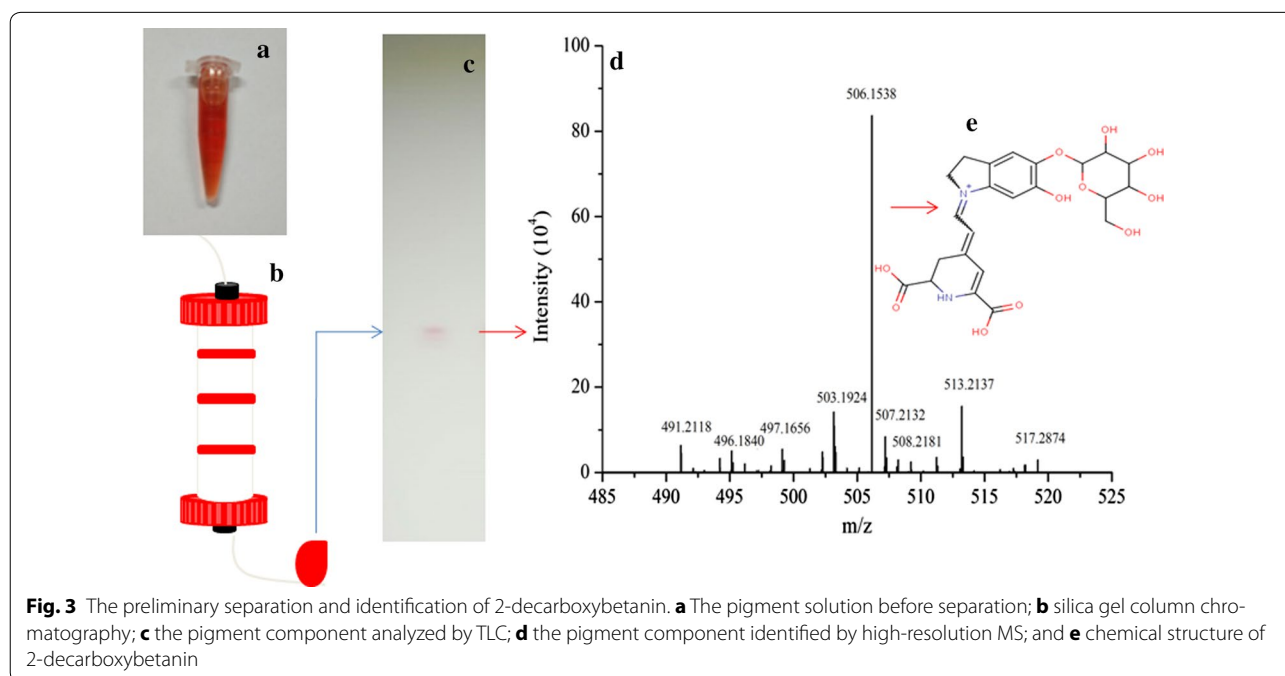 a
b
c
d
e
100
80
60
40
20
0
Intensity (10⁴)
506.1538
491.2118
496.1840
497.1656
503.1924
507.2132
508.2181
513.2137
517.2874
485 490 495 500 505 510 515 520 525
m/z
OH
O
OH
OH
O
OH
OH
N⁺
HO
O
HN
O
HO
Fig. 3 The preliminary separation and identification of 2-decarboxybetanin. a The pigment solution before separation; b silica gel column chro-
matography; c the pigment component analyzed by TLC; d the pigment component identified by high-resolution MS; and e chemical structure of
2-decarboxybetanin